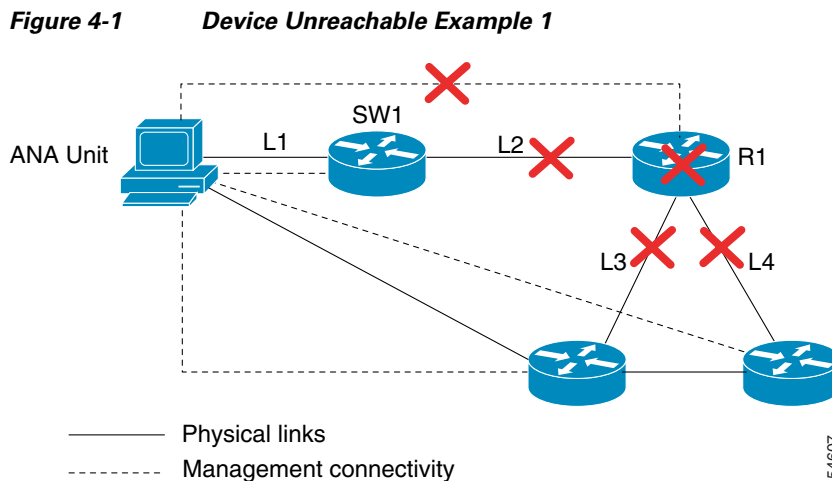 Figure 4-1 Device Unreachable Example 1
SW1
ANA Unit
L1
L2
R1
L3
L4
Physical links
Management connectivity